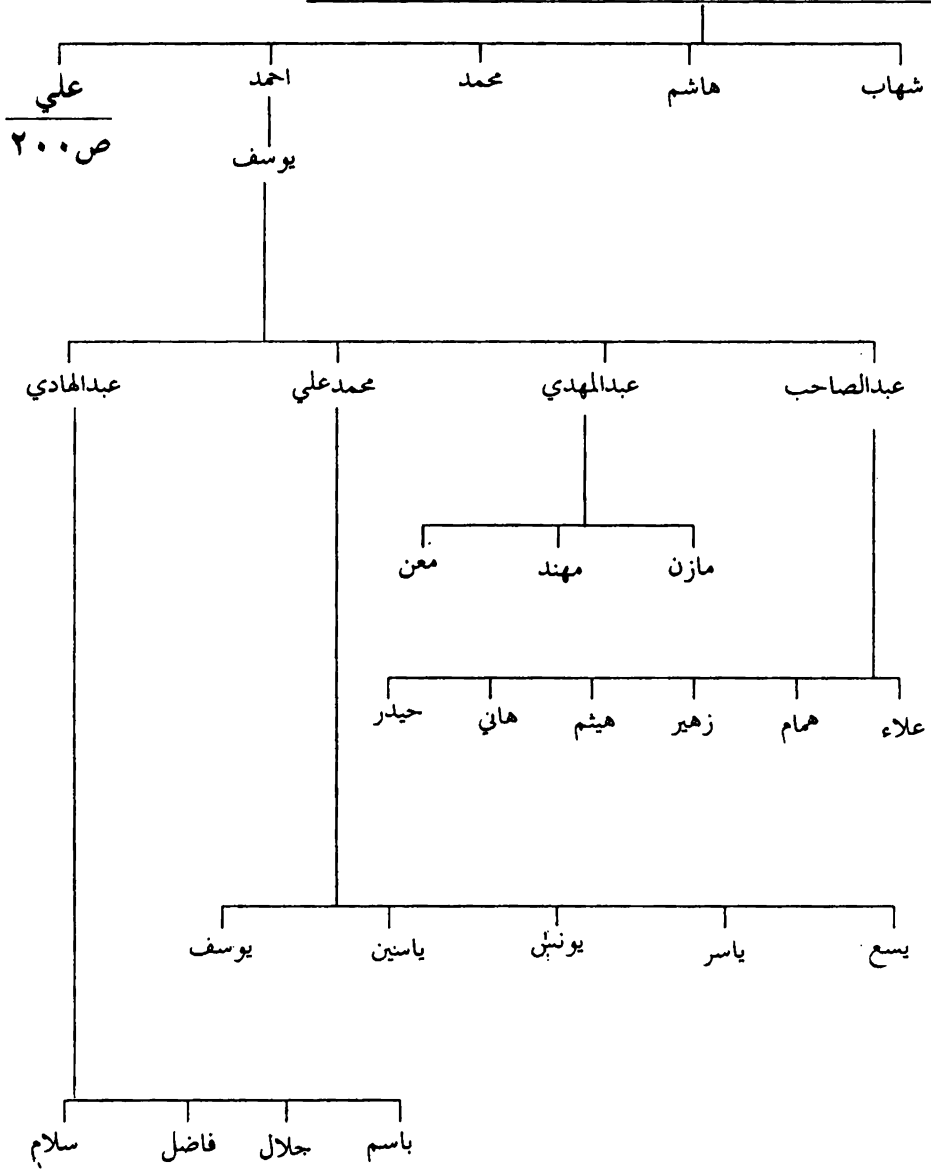 شهاب هاشم محمد احمد علي
ص٢٠٠
يوسف
عبدالصاحب عبدالمهدي محمدعلي عبدالهادي
مازن مهند معن
علاء همام زهير هيثم هاني حيدر
يسع ياسر يونس ياسين يوسف
باسم جلال فاضل سلام